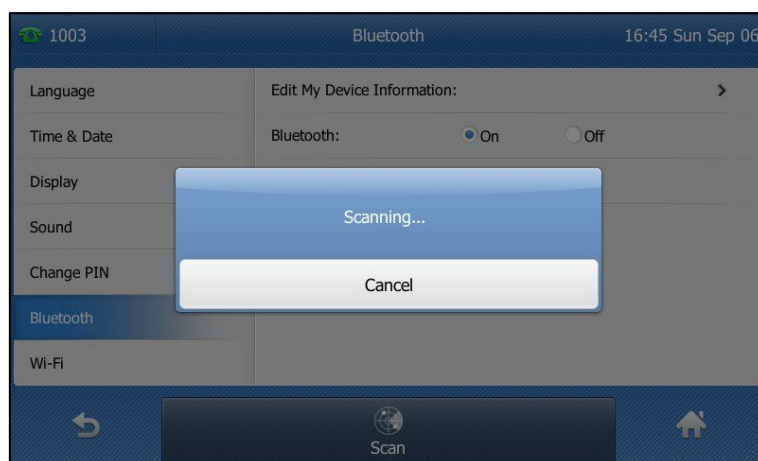 1003 Bluetooth 16:45 Sun Sep 06
Language
Edit My Device Information:
Time & Date
Bluetooth: On Off
Display
Scanning...
Sound
Cancel
Change PIN
Bluetooth
Wi-Fi
Scan